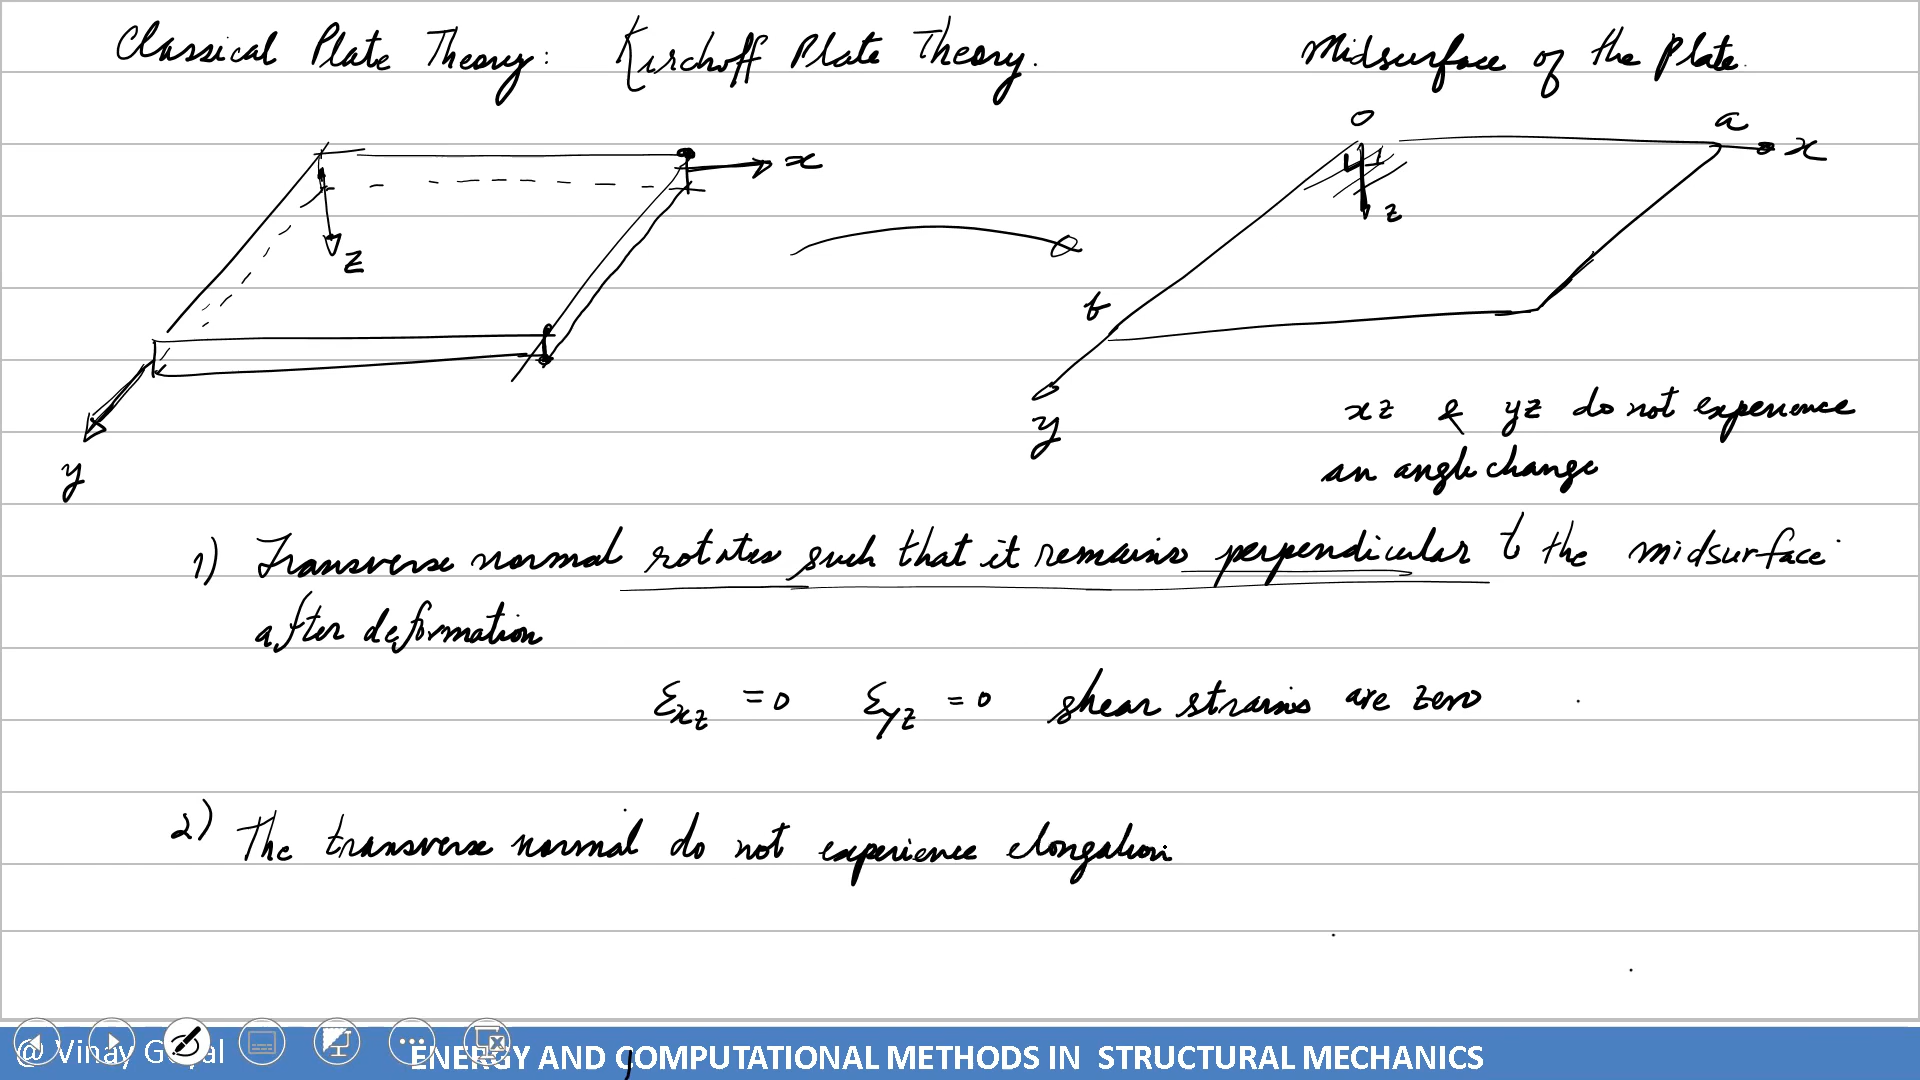 Classical Plate Theory: Kirchoff Plate Theory.
Midsurface of the Plate.
x
z
y
o
a
x
z
b
y
xz & yz do not experience
an angle change
1) Transverse normal rotates such that it remains perpendicular to the midsurface
after deformation
εxz = 0 εyz = 0 shear strains are zero
2) The transverse normal do not experience elongation
@ Vinay
ENERGY AND COMPUTATIONAL METHODS IN STRUCTURAL MECHANICS